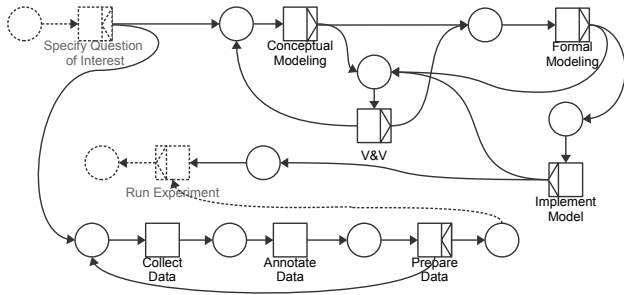 Specify Question
of Interest
Conceptual
Modeling
Formal
Modeling
V&V
Run Experiment
Implement
Model
Collect
Data
Annotate
Data
Prepare
Data